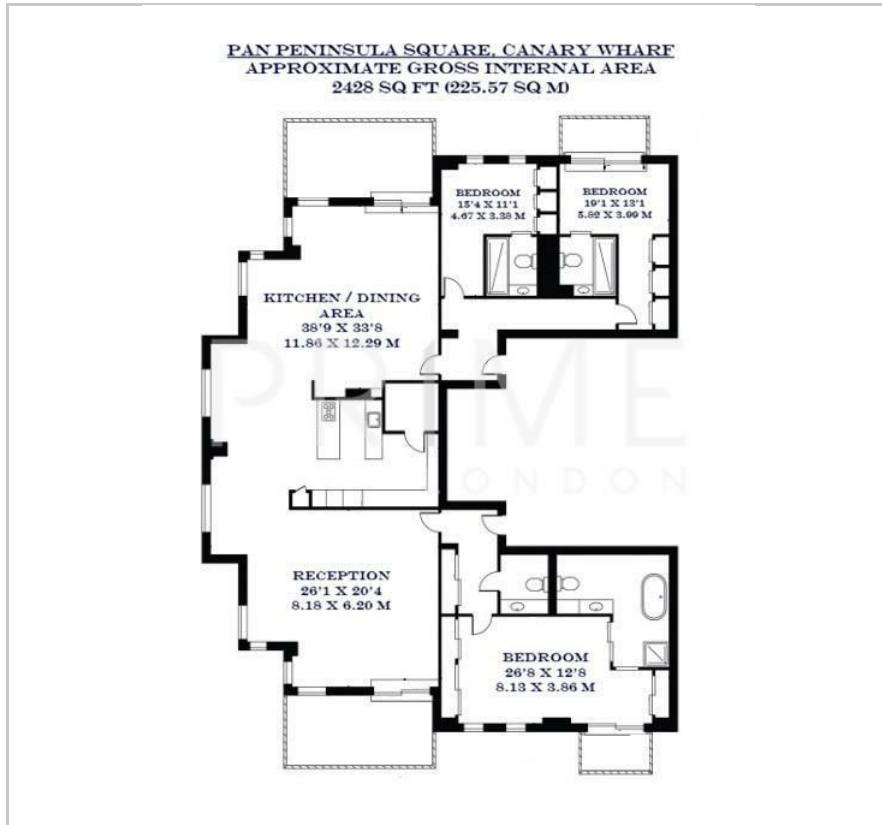 PAN PENINSULA SQUARE, CANARY WHARF
APPROXIMATE GROSS INTERNAL AREA
2428 SQ FT (225.57 SQ M)
BEDROOM
15'4 X 11'1
4.67 X 3.38 M
BEDROOM
19'1 X 13'1
5.82 X 3.99 M
KITCHEN / DINING
AREA
38'9 X 33'8
11.86 X 12.29 M
PRIME
LONDON
RECEPTION
26'1 X 20'4
8.18 X 6.20 M
BEDROOM
26'8 X 12'8
8.13 X 3.86 M